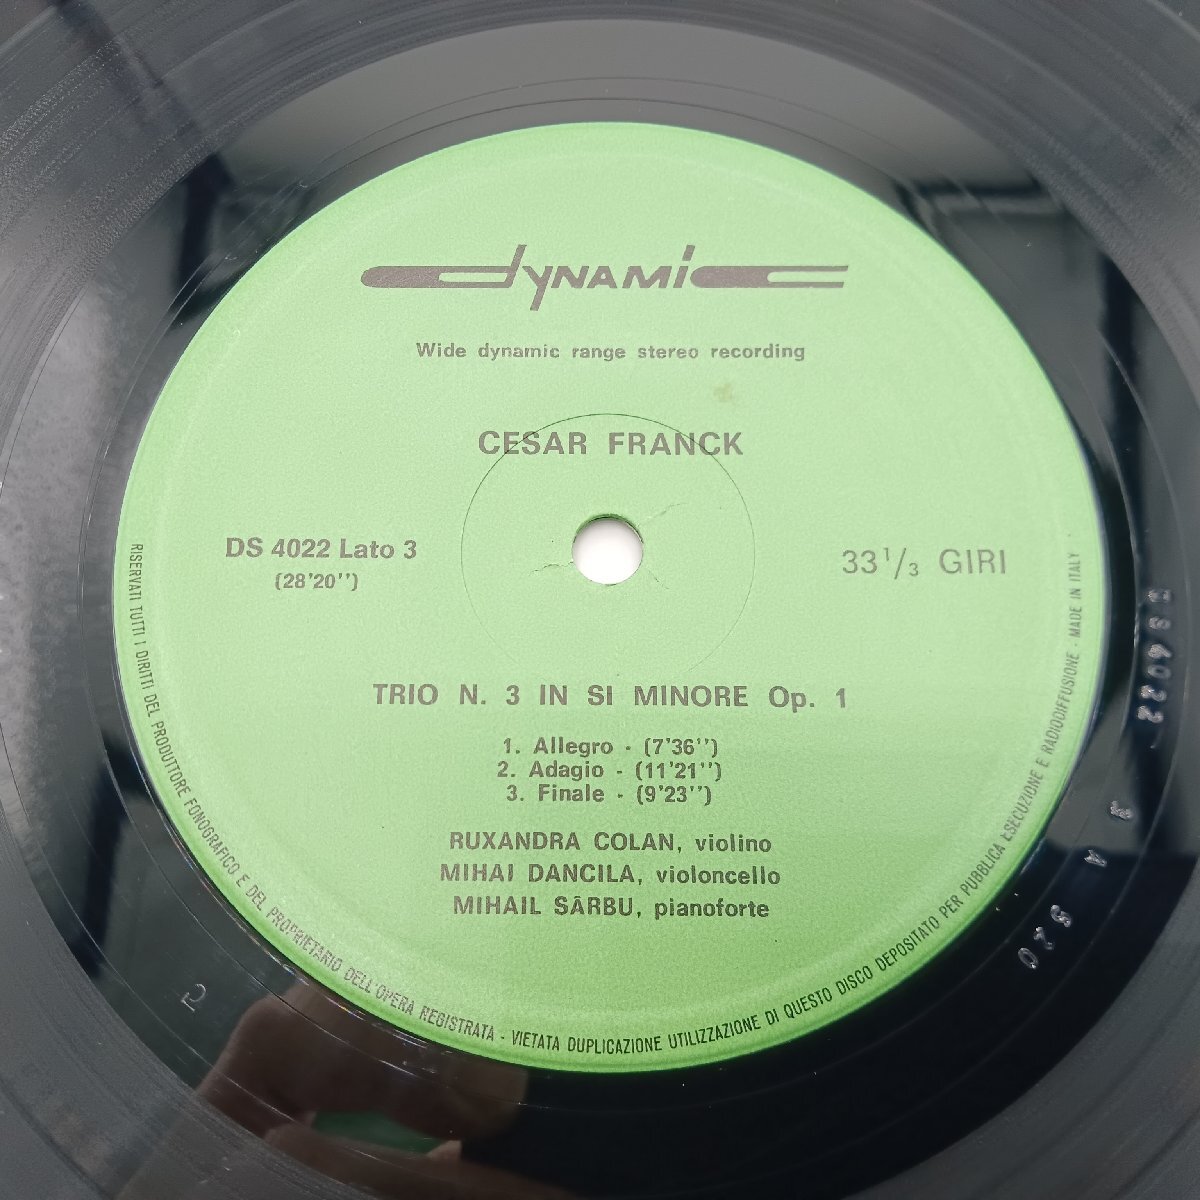 dynamic
Wide dynamic range stereo recording
CESAR FRANCK
DS 4022 Lato 3
(28'20'')
33 1/3 GIRI
TRIO N. 3 IN SI MINORE Op. 1
1. Allegro - (7'36'')
2. Adagio - (11'21'')
3. Finale - (9'23'')
RUXANDRA COLAN, violino
MIHAI DANCILA, violoncello
MIHAIL SÃRBU, pianoforte
RISERVATI TUTTI I DIRITTI DEL PRODUTTORE FONOGRAFICO E DEL PROPRIETARIO DELL'OPERA REGISTRATA - VIETATA DUPLICAZIONE UTILIZZAZIONE DI QUESTO DISCO DEPOSITATO PER PUBBLICA ESECUZIONE E RADIODIFFUSIONE - MADE IN ITALY